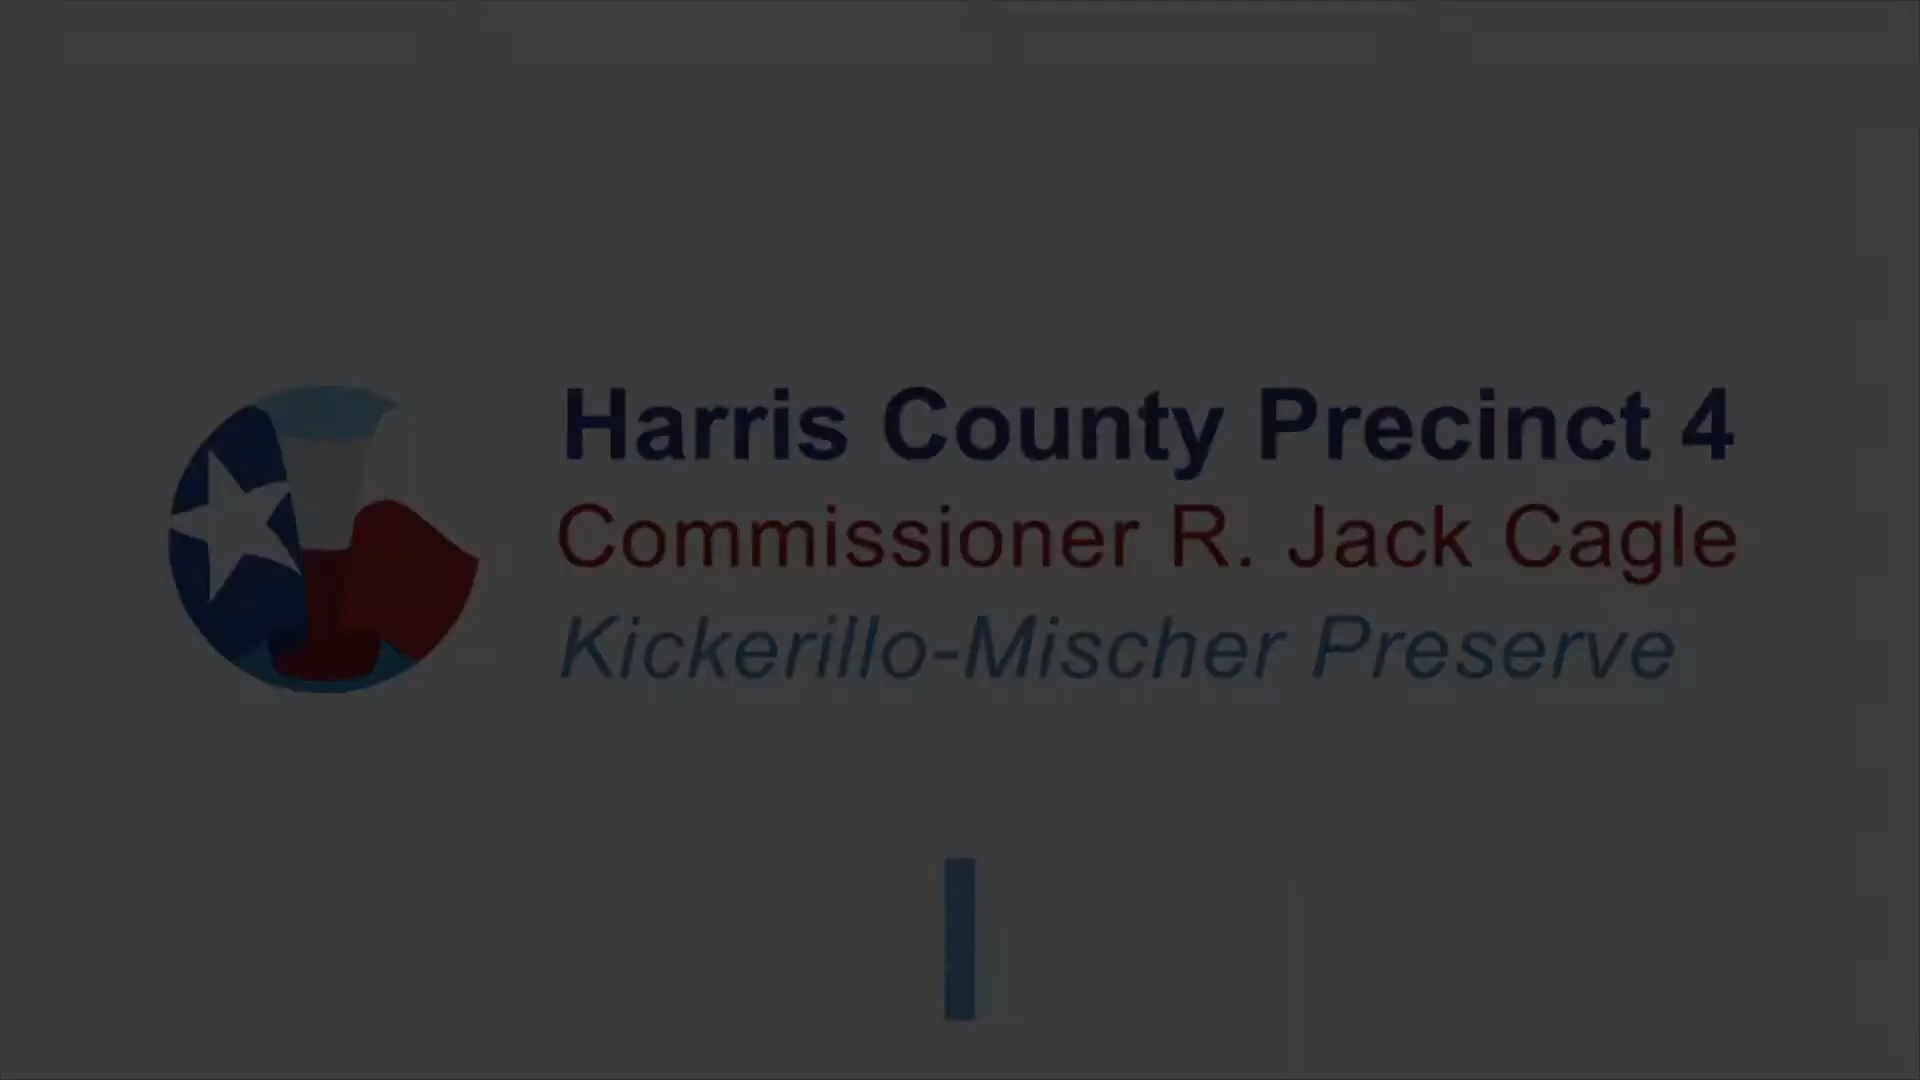 Harris County Precinct 4
Commissioner R. Jack Cagle
Kickerillo-Mischer Preserve